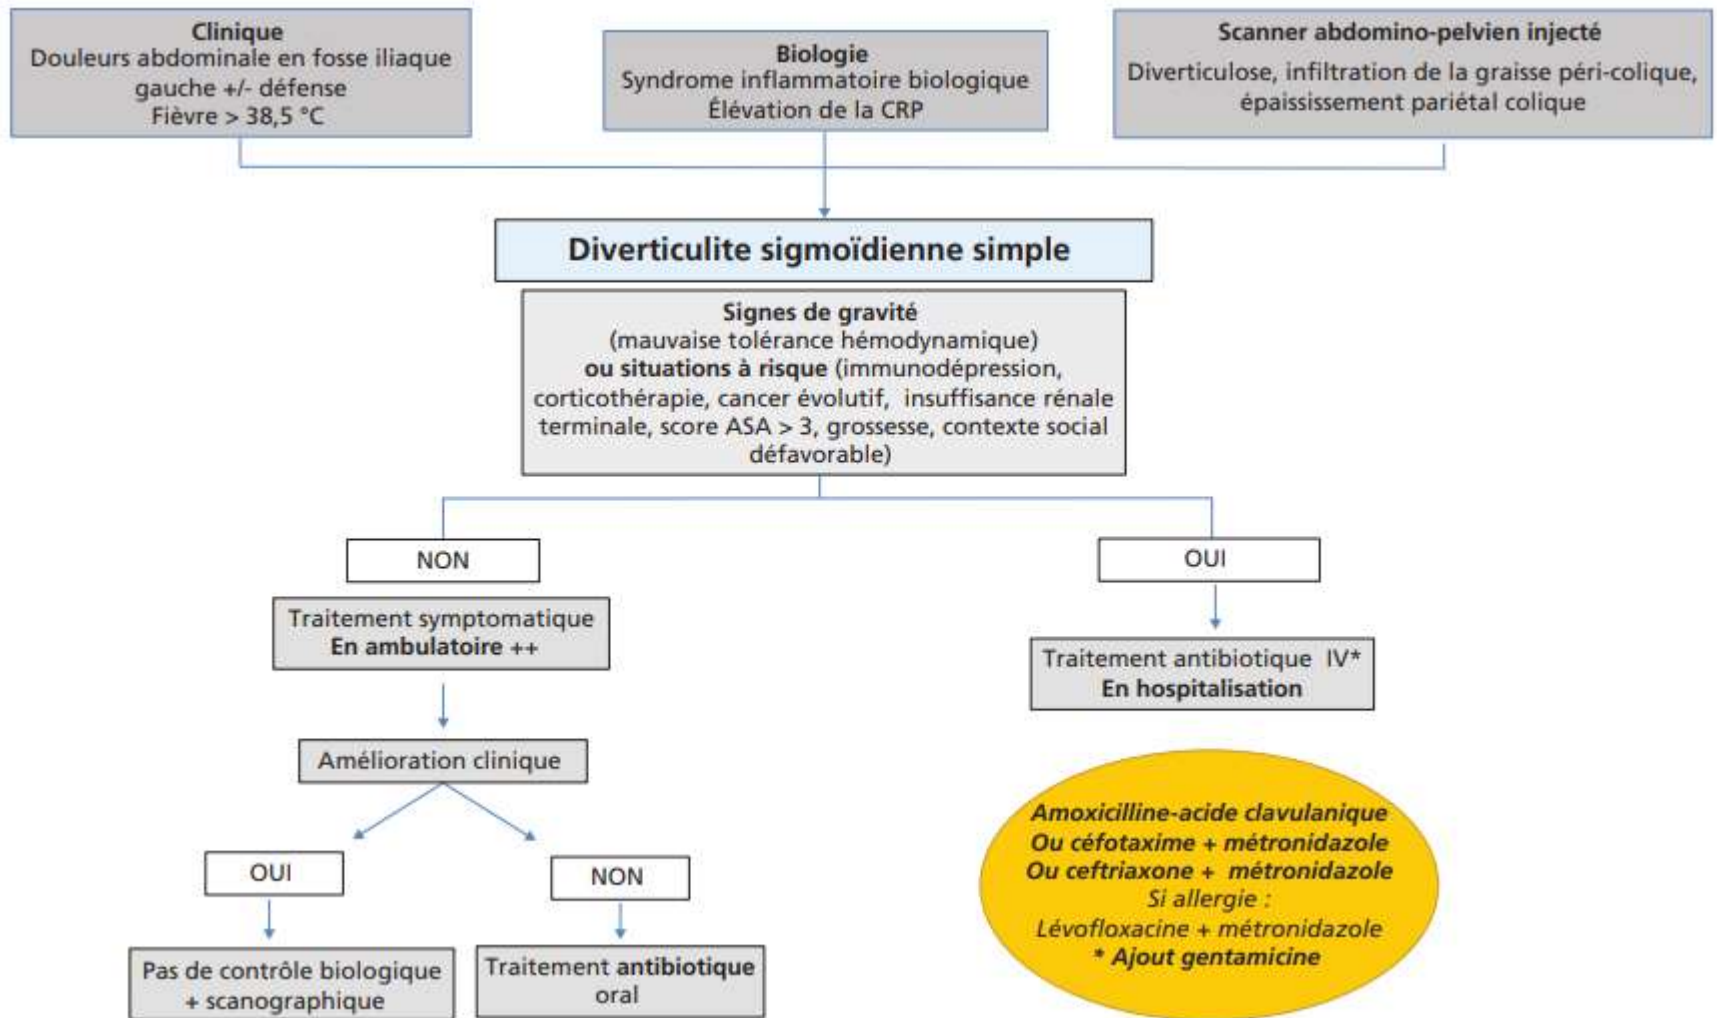 Clinique
Douleurs abdominale en fosse iliaque
gauche +/- défense
Fièvre > 38,5 °C
Biologie
Syndrome inflammatoire biologique
Élévation de la CRP
Scanner abdomino-pelvien injecté
Diverticulose, infiltration de la graisse péri-colique,
épaississement pariétal colique
Diverticulite sigmoïdienne simple
Signes de gravité
(mauvaise tolérance hémodynamique)
ou situations à risque (immunodépression,
corticothérapie, cancer évolutif, insuffisance rénale
terminale, score ASA > 3, grossesse, contexte social
défavorable)
NON
OUI
Traitement symptomatique
En ambulatoire ++
Traitement antibiotique IV*
En hospitalisation
Amélioration clinique
Amoxicilline-acide clavulanique
Ou céfotaxime + métronidazole
Ou ceftriaxone + métronidazole
Si allergie :
Lévofloxacine + métronidazole
* Ajout gentamicine
OUI
NON
Pas de contrôle biologique
+ scanographique
Traitement antibiotique
oral